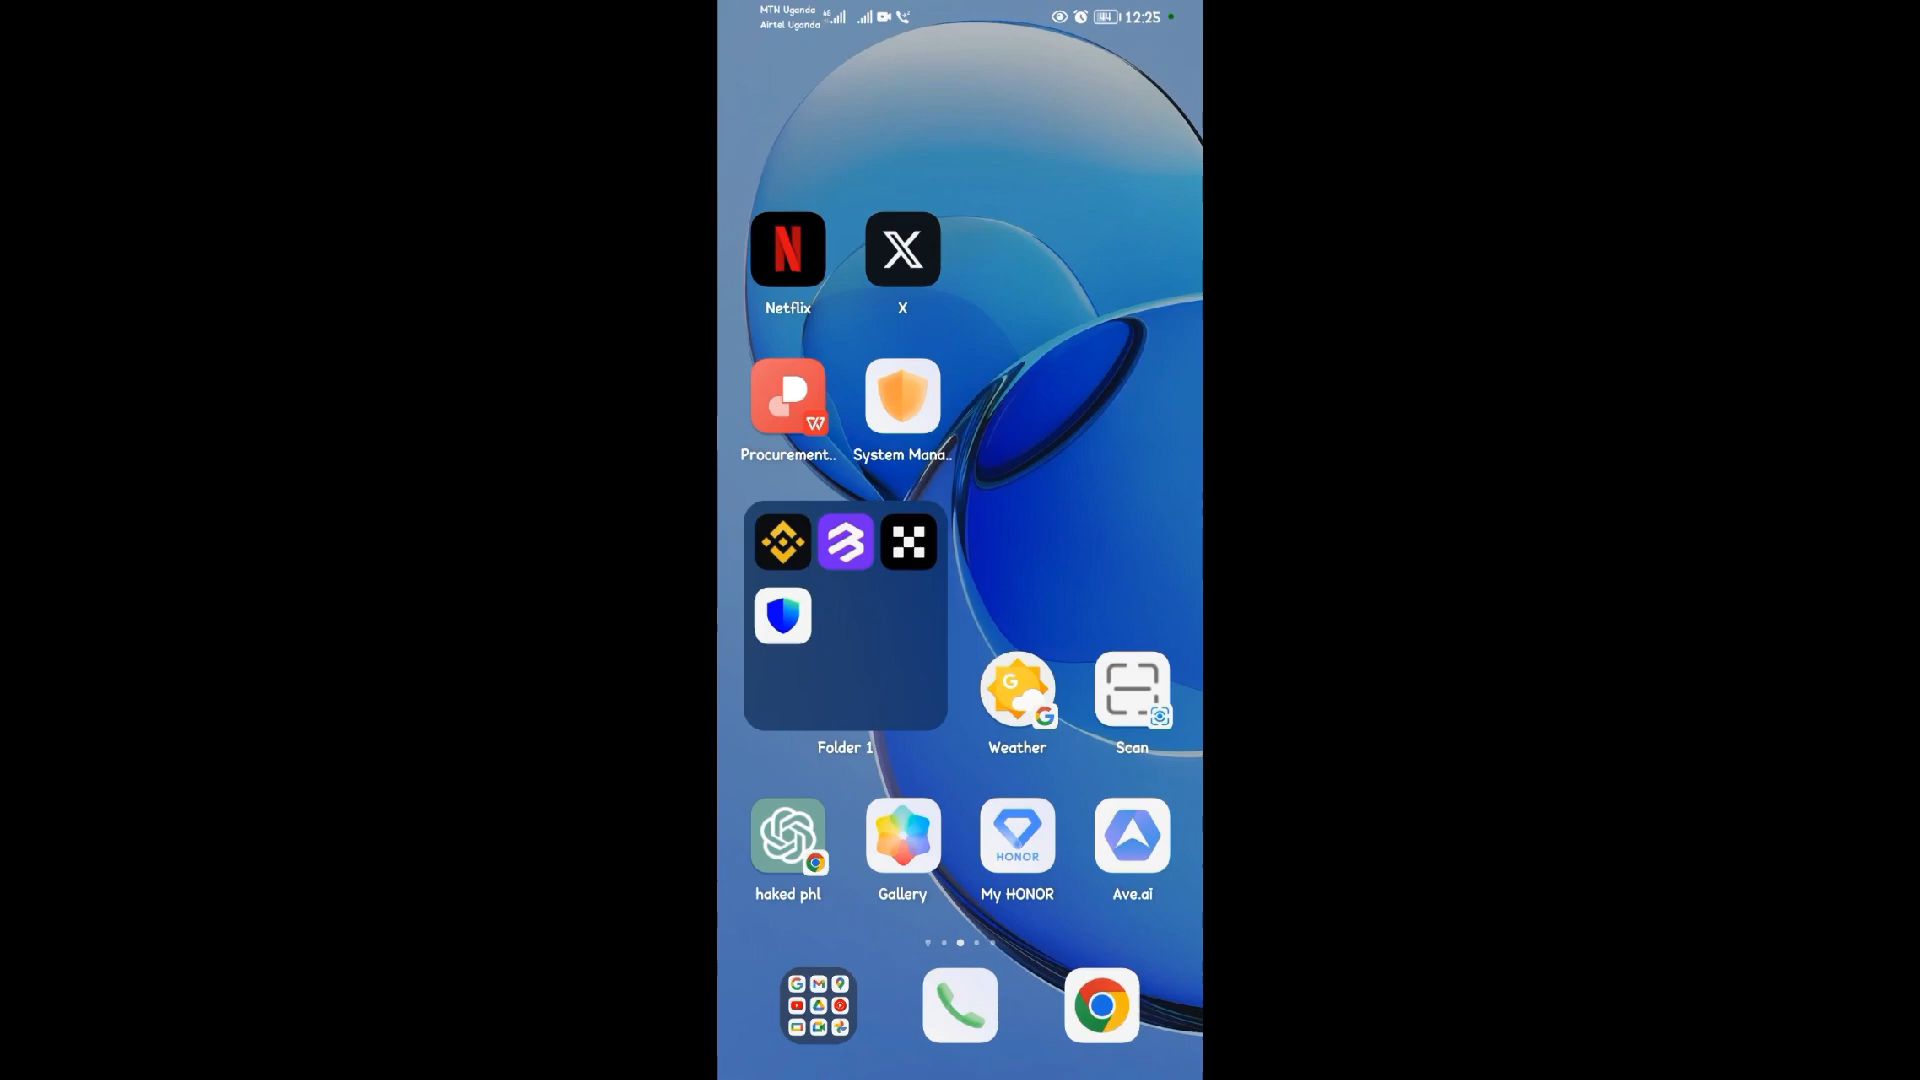 MTN Uganda
Airtel Uganda
44
12:25
Netflix
X
Procurement..
System Mana..
Folder 1
Weather
Scan
HONOR
haked phl
Gallery
My HONOR
Ave.ai